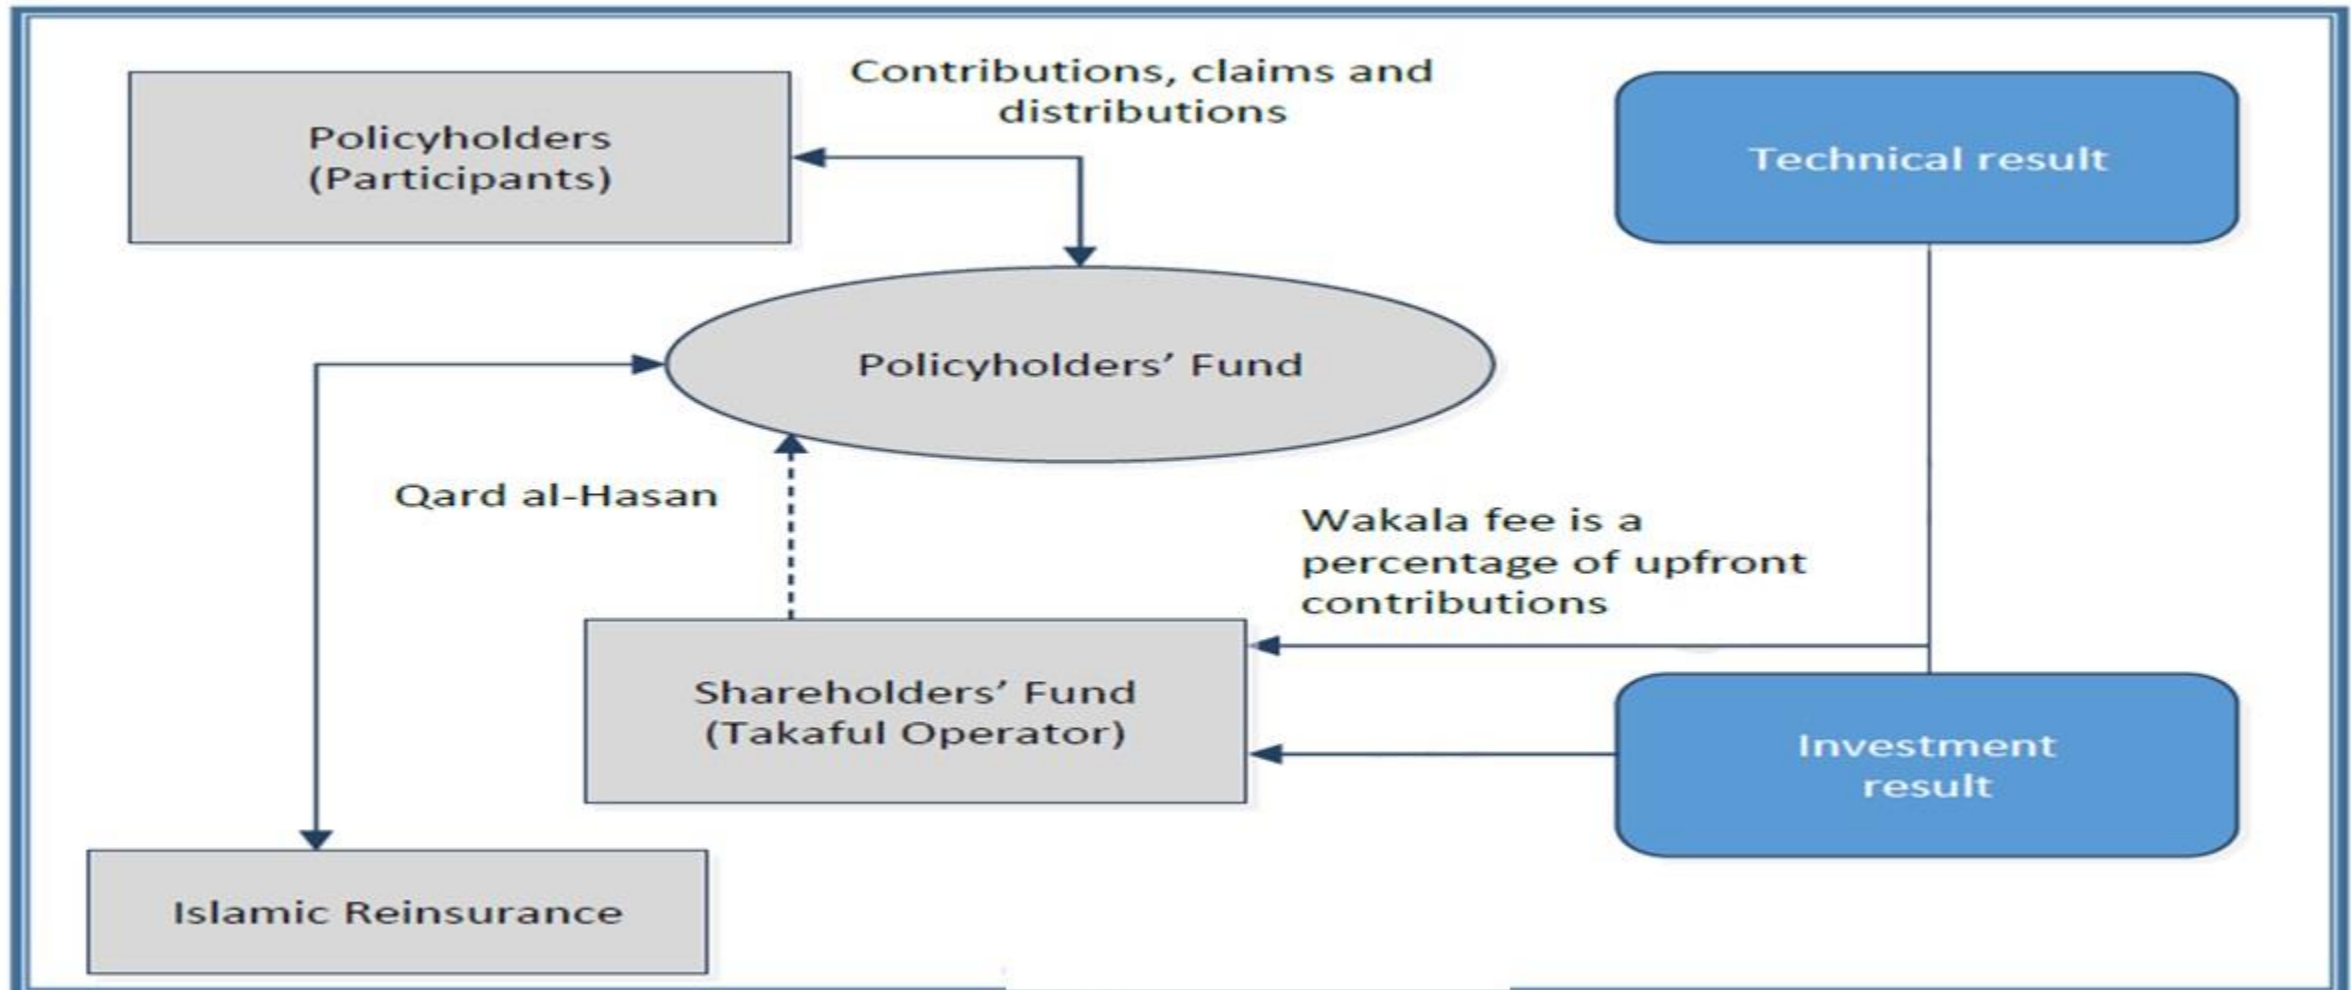 Contributions, claims and
distributions
Policyholders
(Participants)
Technical result
Policyholders’ Fund
Qard al-Hasan
Wakala fee is a
percentage of upfront
contributions
Shareholders’ Fund
(Takaful Operator)
Investment
result
Islamic Reinsurance